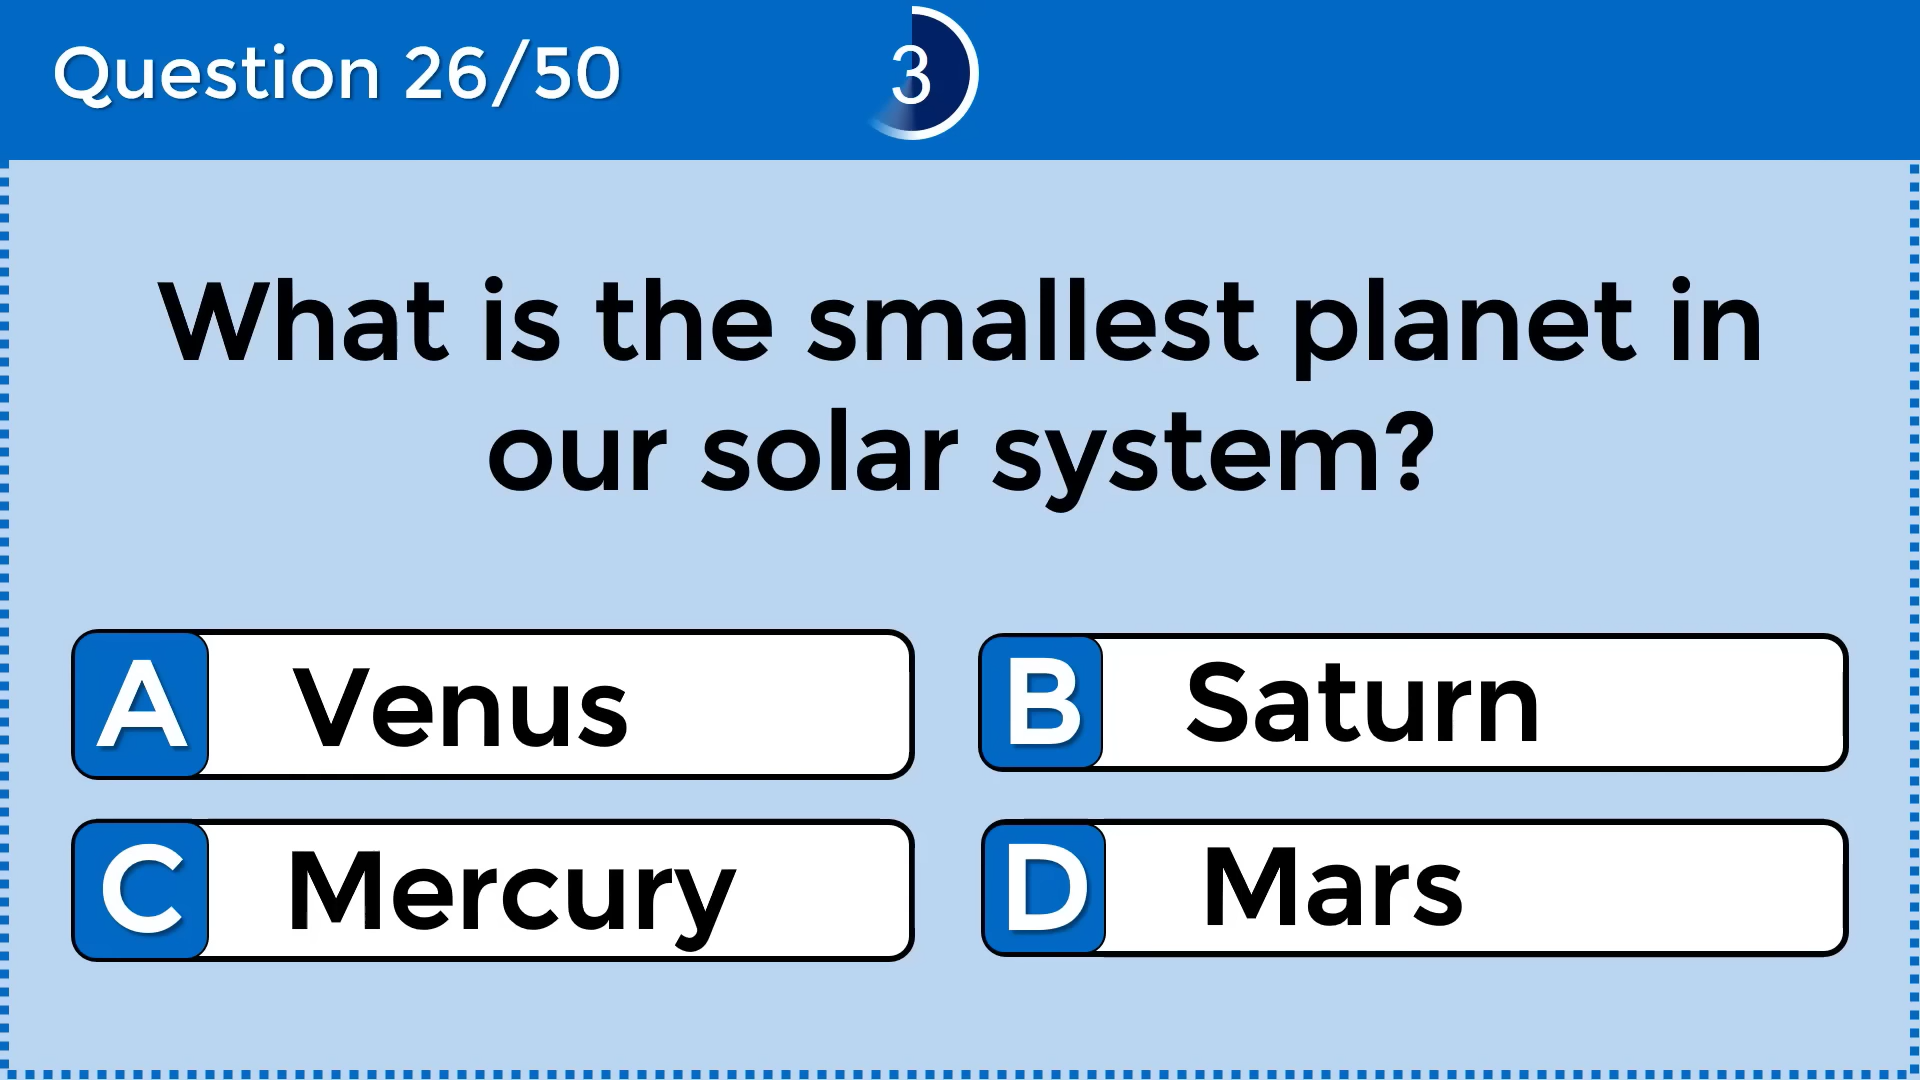 Question 26/50
3
What is the smallest planet in
our solar system?
A Venus
B Saturn
C Mercury
D Mars